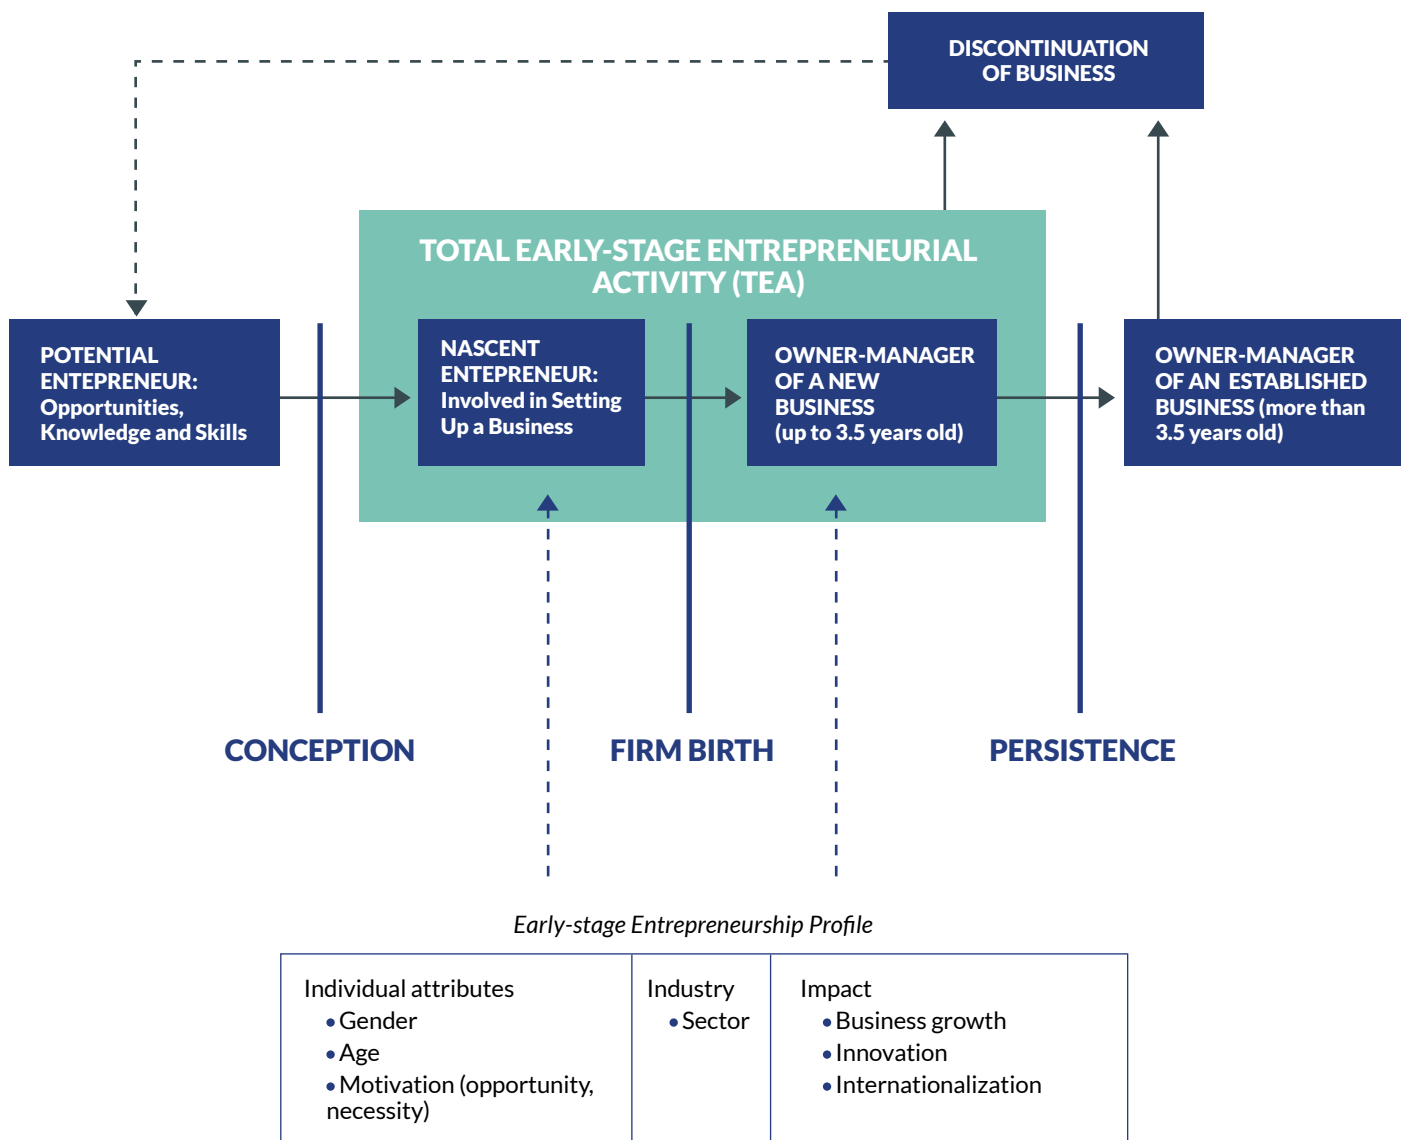 DISCONTINUATION
OF BUSINESS
TOTAL EARLY-STAGE ENTREPRENEURIAL
ACTIVITY (TEA)
POTENTIAL
ENTEPRENEUR:
Opportunities,
Knowledge and Skills
NASCENT
ENTEPRENEUR:
Involved in Setting
Up a Business
OWNER-MANAGER
OF A NEW
BUSINESS
(up to 3.5 years old)
OWNER-MANAGER
OF AN ESTABLISHED
BUSINESS (more than
3.5 years old)
CONCEPTION
FIRM BIRTH
PERSISTENCE
Early-stage Entrepreneurship Profile
Individual attributes
• Gender
• Age
• Motivation (opportunity,
necessity)
Industry
• Sector
Impact
• Business growth
• Innovation
• Internationalization